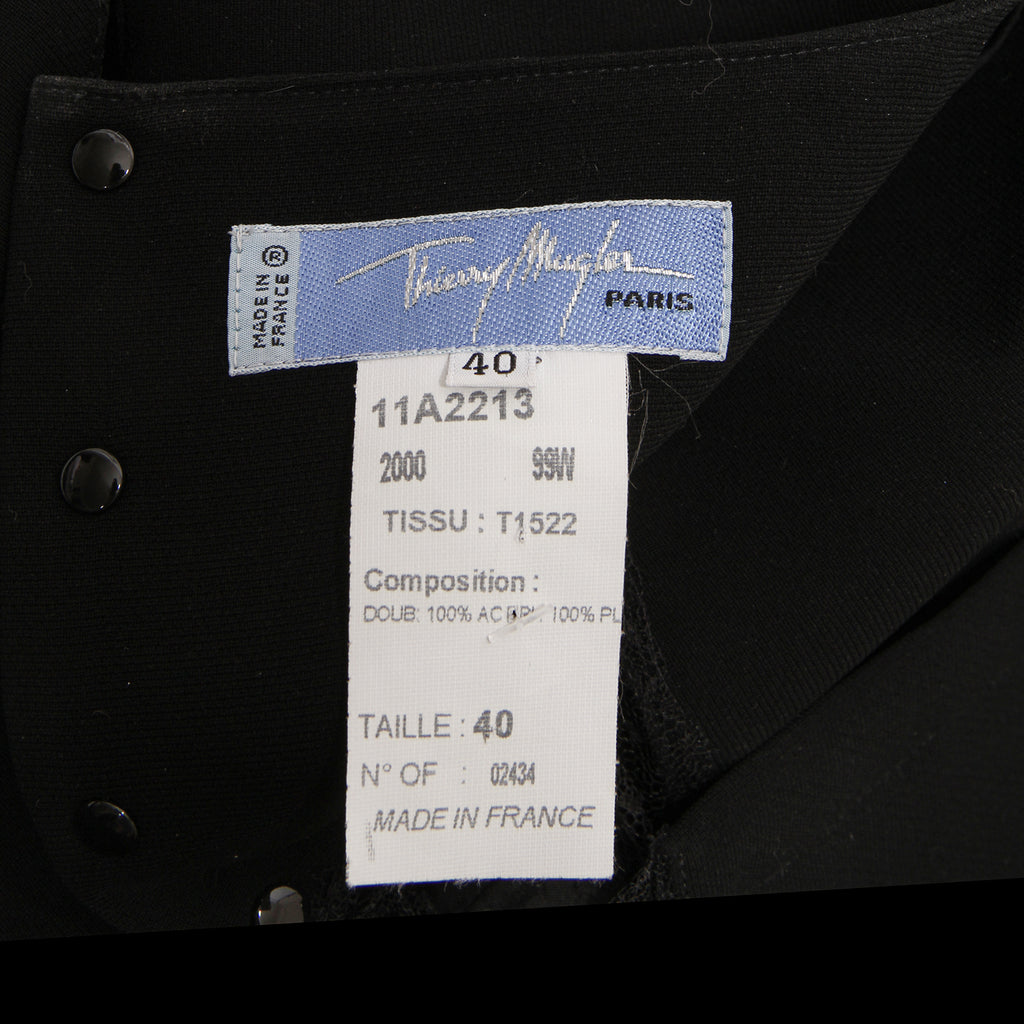 MADE IN
FRANCE ®
Thierry Mugler
PARIS
40
11A2213
2000 99W
TISSU : T1522
Composition :
DOUB: 100% AC 100% PL
TAILLE : 40
N° OF : 02434
MADE IN FRANCE